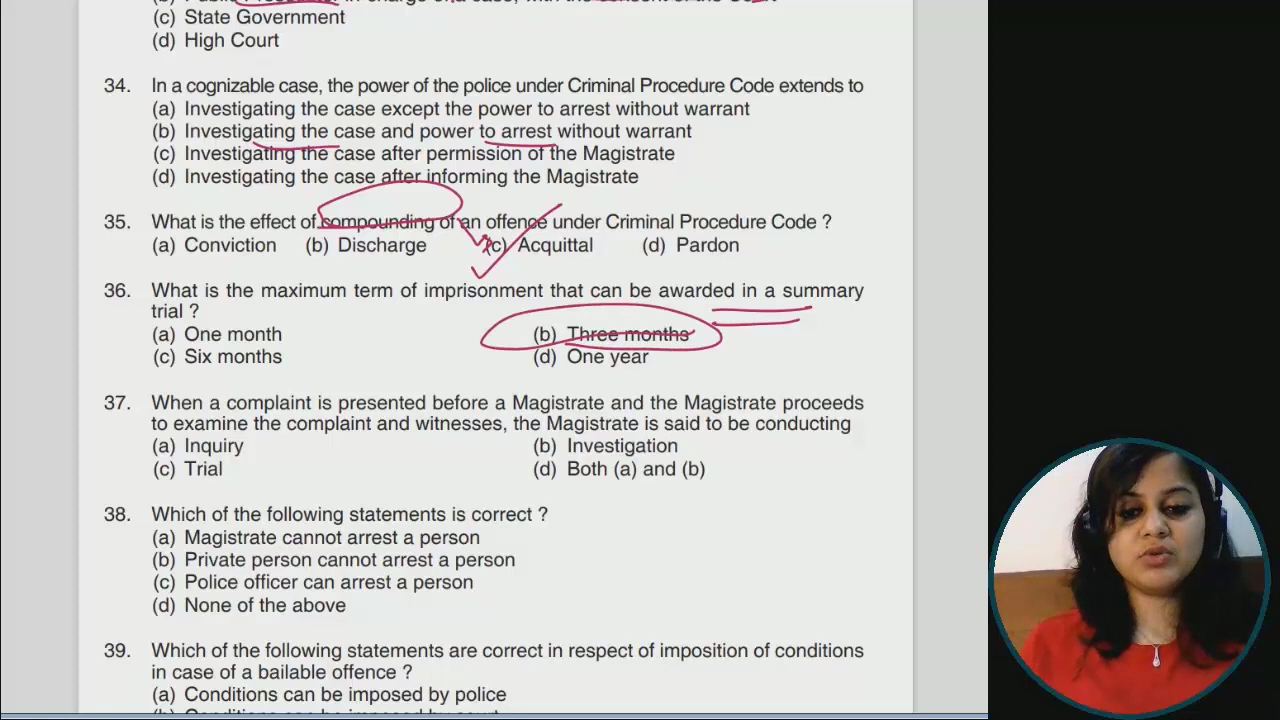 (c) State Government
(d) High Court
34. In a cognizable case, the power of the police under Criminal Procedure Code extends to
(a) Investigating the case except the power to arrest without warrant
(b) Investigating the case and power to arrest without warrant
(c) Investigating the case after permission of the Magistrate
(d) Investigating the case after informing the Magistrate
35. What is the effect of compounding of an offence under Criminal Procedure Code ?
(a) Conviction (b) Discharge (c) Acquittal (d) Pardon
36. What is the maximum term of imprisonment that can be awarded in a summary
trial ?
(a) One month (b) Three months
(c) Six months (d) One year
37. When a complaint is presented before a Magistrate and the Magistrate proceeds
to examine the complaint and witnesses, the Magistrate is said to be conducting
(a) Inquiry (b) Investigation
(c) Trial (d) Both (a) and (b)
38. Which of the following statements is correct ?
(a) Magistrate cannot arrest a person
(b) Private person cannot arrest a person
(c) Police officer can arrest a person
(d) None of the above
39. Which of the following statements are correct in respect of imposition of conditions
in case of a bailable offence ?
(a) Conditions can be imposed by police